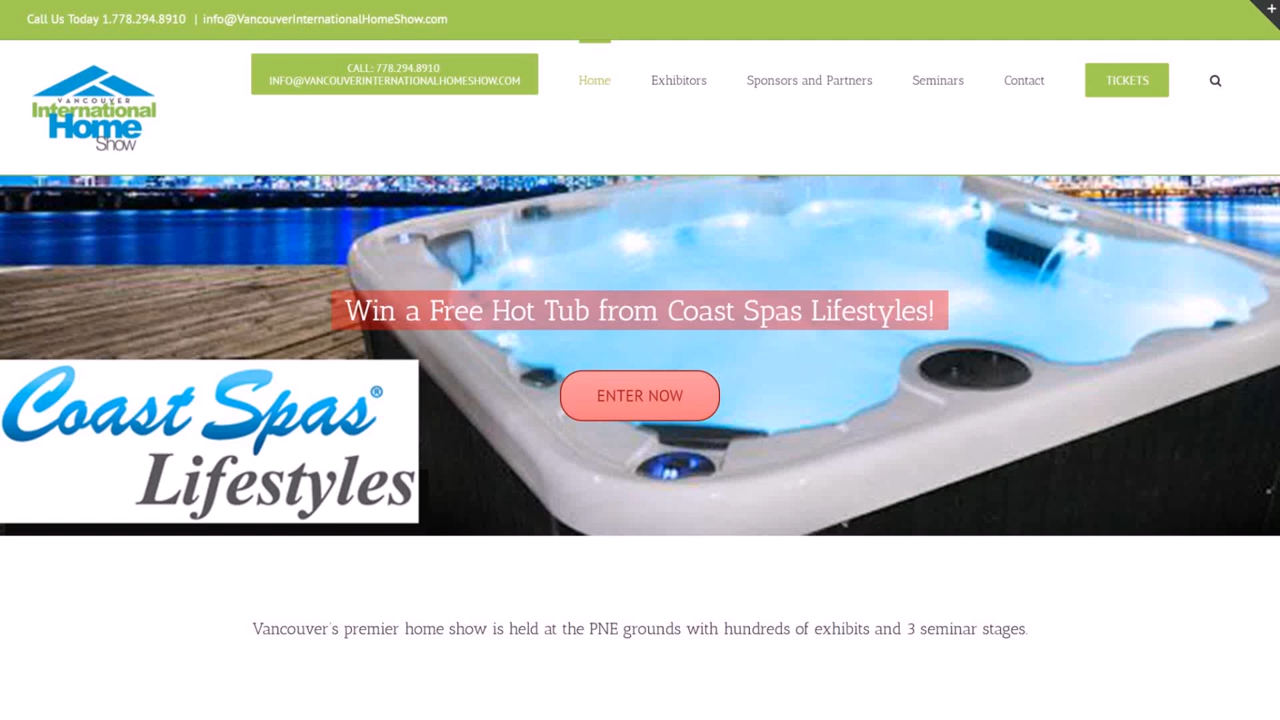 Call Us Today 1.778.294.8910 | info@VancouverInternationalHomeShow.com
VANCOUVER
International
Home
Show
CALL: 778.294.8910
INFO@VANCOUVERINTERNATIONALHOMESHOW.COM
Home
Exhibitors
Sponsors and Partners
Seminars
Contact
TICKETS
Win a Free Hot Tub from Coast Spas Lifestyles!
ENTER NOW
Coast Spas®
Lifestyles
Vancouver's premier home show is held at the PNE grounds with hundreds of exhibits and 3 seminar stages.